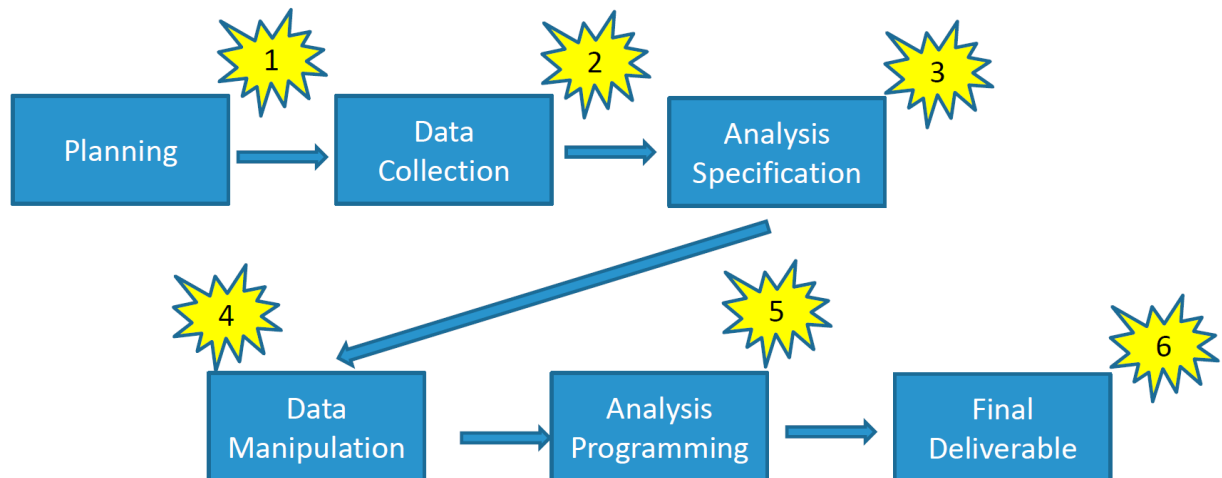 1
2
3
Planning
Data
Collection
Analysis
Specification
4
5
6
Data
Manipulation
Analysis
Programming
Final
Deliverable